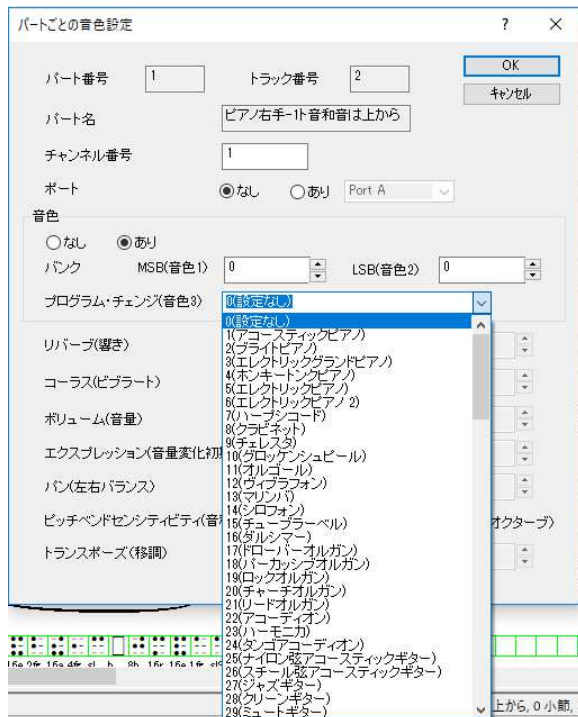 パートごとの音色設定
?
×
パート番号
1
トラック番号
2
OK
キャンセル
パート名
ピアノ右手-1ト音和音は上から
チャンネル番号
1
ポート
なし
あり
Port A
音色
なし
あり
バンク
MSB(音色1)
0
LSB(音色2)
0
プログラム・チェンジ(音色3)
0(設定なし)
0(設定なし)
1(アコースティックピアノ)
2(ブライトピアノ)
3(エレクトリックグランドピアノ)
4(ホンキートンクピアノ)
5(エレクトリックピアノ)
6(エレクトリックピアノ 2)
7(ハープシコード)
8(クラビネット)
9(チェレスタ)
10(グロッケンシュピール)
11(オルゴール)
12(ヴィブラフォン)
13(マリンバ)
14(シロフォン)
15(チューブラーベル)
16(ダルシマー)
17(ドローバーオルガン)
18(パーカッシブオルガン)
19(ロックオルガン)
20(チャーチオルガン)
21(リードオルガン)
22(アコーディオン)
23(ハーモニカ)
24(タンゴアコーディオン)
25(ナイロン弦アコースティックギター)
26(スチール弦アコースティックギター)
27(ジャズギター)
28(クリーンギター)
29(ミュートギター)
リバーブ(響き)
コーラス(ビブラート)
ボリューム(音量)
エクスプレッション(音量変化初
パン(左右バランス)
ピッチベンドセンシティビティ(音
オクターブ)
トランスポーズ(移調)
上から, 0 小節,